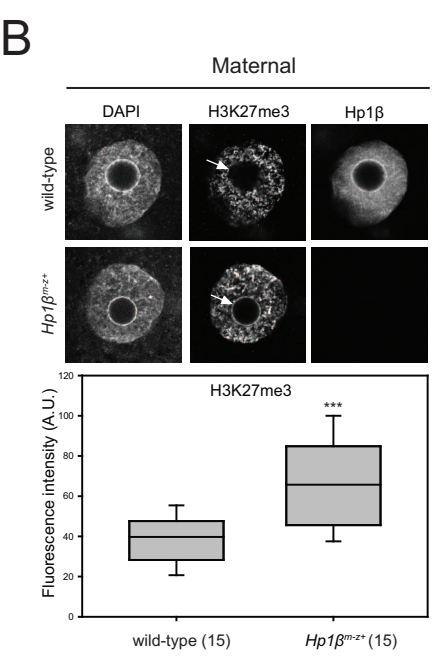 B
Maternal
DAPI H3K27me3 Hp1β
wild-type
Hp1βm-z+
120
100
80
60
40
20
0
Fluorescence intensity (A.U.)
H3K27me3
***
wild-type (15) Hp1βm-z+ (15)